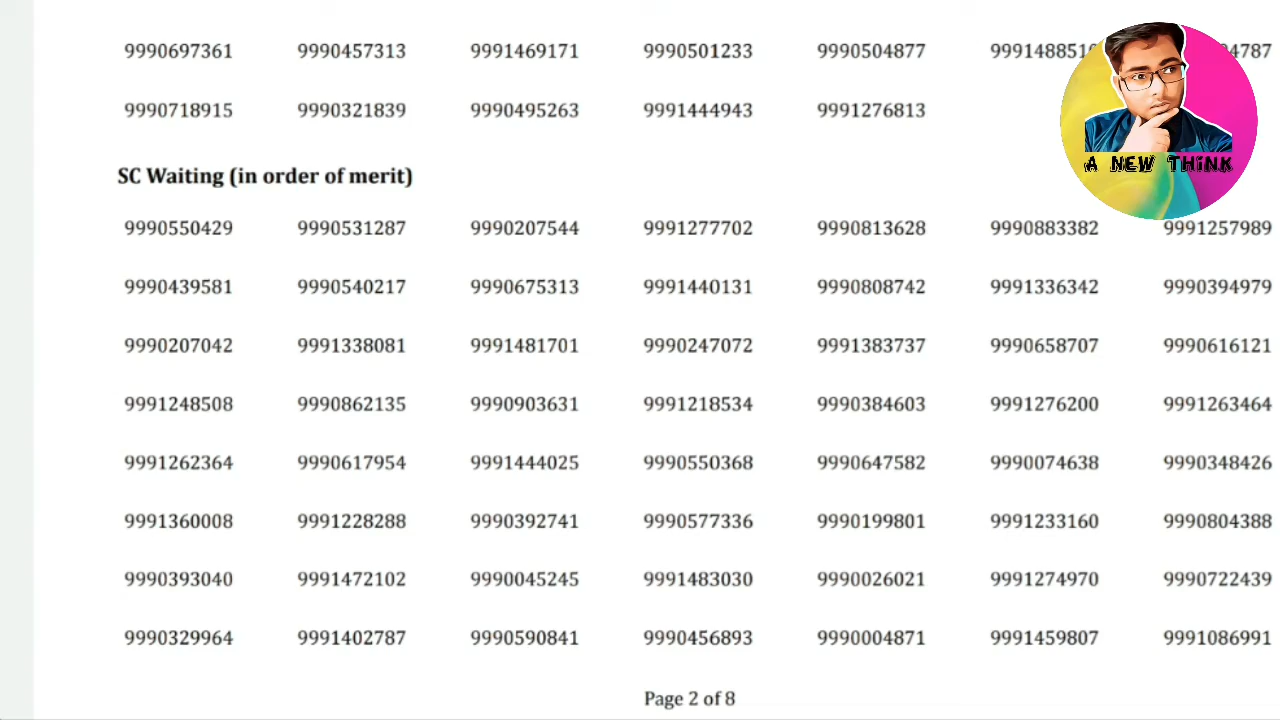 9990697361 9990457313 9991469171 9990501233 9990504877
9990718915 9990321839 9990495263 9991444943 9991276813
A NEW THINK
SC Waiting (in order of merit)
9990550429 9990531287 9990207544 9991277702 9990813628 9990883382 9991257989
9990439581 9990540217 9990675313 9991440131 9990808742 9991336342 9990394979
9990207042 9991338081 9991481701 9990247072 9991383737 9990658707 9990616121
9991248508 9990862135 9990903631 9991218534 9990384603 9991276200 9991263464
9991262364 9990617954 9991444025 9990550368 9990647582 9990074638 9990348426
9991360008 9991228288 9990392741 9990577336 9990199801 9991233160 9990804388
9990393040 9991472102 9990045245 9991483030 9990026021 9991274970 9990722439
9990329964 9991402787 9990590841 9990456893 9990004871 9991459807 9991086991
Page 2 of 8